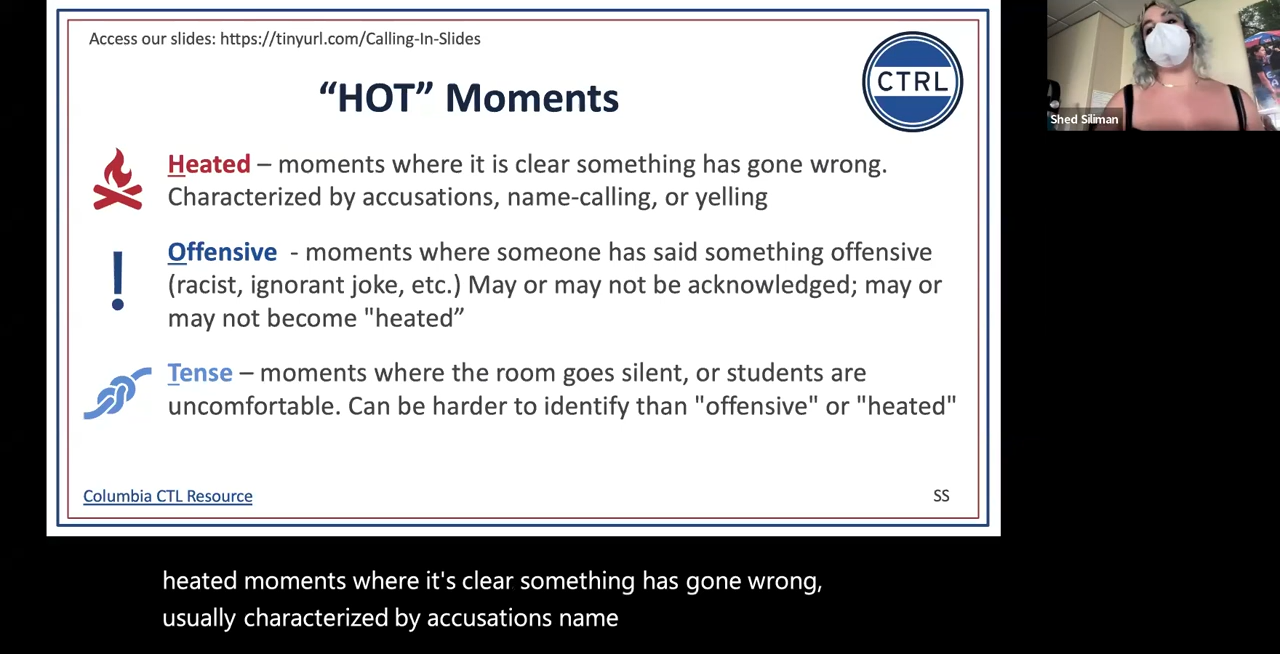 Access our slides: https://tinyurl.com/Calling-In-Slides
CTRL
“HOT” Moments
Heated – moments where it is clear something has gone wrong.
Characterized by accusations, name-calling, or yelling
Offensive - moments where someone has said something offensive
(racist, ignorant joke, etc.) May or may not be acknowledged; may or
may not become "heated”
Tense – moments where the room goes silent, or students are
uncomfortable. Can be harder to identify than "offensive" or "heated"
Columbia CTL Resource
SS
Shed Siliman
heated moments where it's clear something has gone wrong,
usually characterized by accusations name